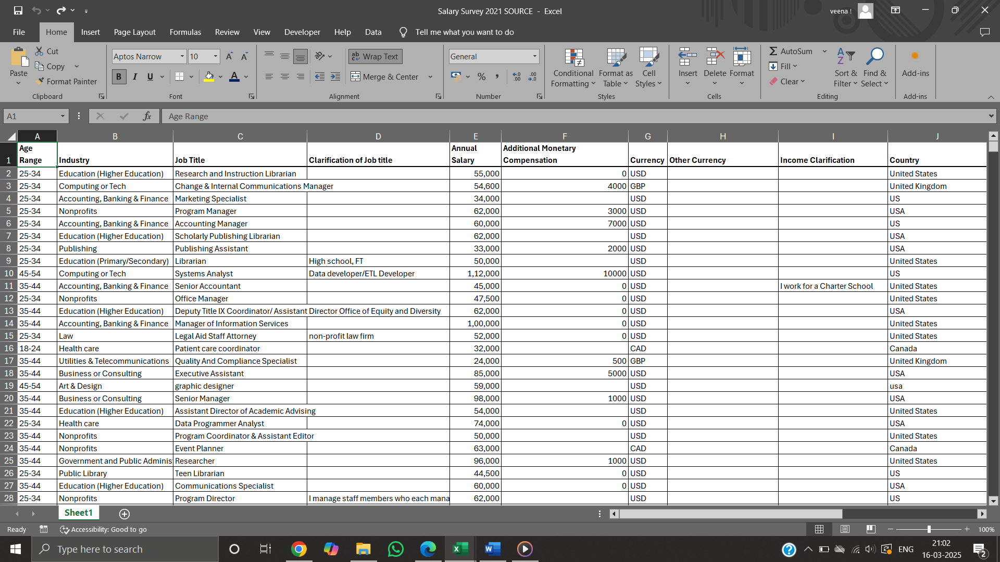 Salary Survey 2021 SOURCE - Excel
veena !
File Home Insert Page Layout Formulas Review View Developer Help Data Tell me what you want to do
Paste
Cut
Copy
Format Painter
Clipboard
Aptos Narrow 10
B I U
Font
Wrap Text
Merge & Center
Alignment
General
Number
Conditional Formatting
Format as Table
Cell Styles
Styles
Insert Delete Format
Cells
AutoSum
Fill
Clear
Sort & Filter
Find & Select
Editing
Add-ins
Add-ins
A1 fx Age Range
A B C D E F G H I J
1 Age Range Industry Job Title Clarification of Job title Annual Salary Additional Monetary Compensation Currency Other Currency Income Clarification Country
2 25-34 Education (Higher Education) Research and Instruction Librarian 55,000 0 USD United States
3 25-34 Computing or Tech Change & Internal Communications Manager 54,600 4000 GBP United Kingdom
4 25-34 Accounting, Banking & Finance Marketing Specialist 34,000 USD US
5 25-34 Nonprofits Program Manager 62,000 3000 USD USA
6 25-34 Accounting, Banking & Finance Accounting Manager 60,000 7000 USD US
7 25-34 Education (Higher Education) Scholarly Publishing Librarian 62,000 USD USA
8 25-34 Publishing Publishing Assistant 33,000 2000 USD USA
9 25-34 Education (Primary/Secondary) Librarian High school, FT 50,000 USD United States
10 45-54 Computing or Tech Systems Analyst Data developer/ETL Developer 1,12,000 10000 USD US
11 35-44 Accounting, Banking & Finance Senior Accountant 45,000 0 USD I work for a Charter School United States
12 25-34 Nonprofits Office Manager 47,500 0 USD United States
13 35-44 Education (Higher Education) Deputy Title IX Coordinator/ Assistant Director Office of Equity and Diversity 62,000 0 USD USA
14 35-44 Accounting, Banking & Finance Manager of Information Services 1,00,000 0 USD United States
15 25-34 Law Legal Aid Staff Attorney non-profit law firm 52,000 0 USD United States
16 18-24 Health care Patient care coordinator 32,000 CAD Canada
17 35-44 Utilities & Telecommunications Quality And Compliance Specialist 24,000 500 GBP United Kingdom
18 35-44 Business or Consulting Executive Assistant 85,000 5000 USD USA
19 45-54 Art & Design graphic designer 59,000 USD usa
20 35-44 Business or Consulting Senior Manager 98,000 1000 USD USA
21 35-44 Education (Higher Education) Assistant Director of Academic Advising 54,000 USD United States
22 25-34 Health care Data Programmer Analyst 74,000 0 USD USA
23 35-44 Nonprofits Program Coordinator & Assistant Editor 50,000 USD United States
24 35-44 Nonprofits Event Planner 63,000 CAD Canada
25 35-44 Government and Public Adminis Researcher 96,000 1000 USD United States
26 25-34 Public Library Teen Librarian 44,500 0 USD US
27 35-44 Education (Higher Education) Communications Specialist 60,000 0 USD USA
28 25-34 Nonprofits Program Director I manage staff members who each mana 62,000 USD US
Sheet1
Ready Accessibility: Good to go 100%
Type here to search
ENG
21:02
16-03-2025
2